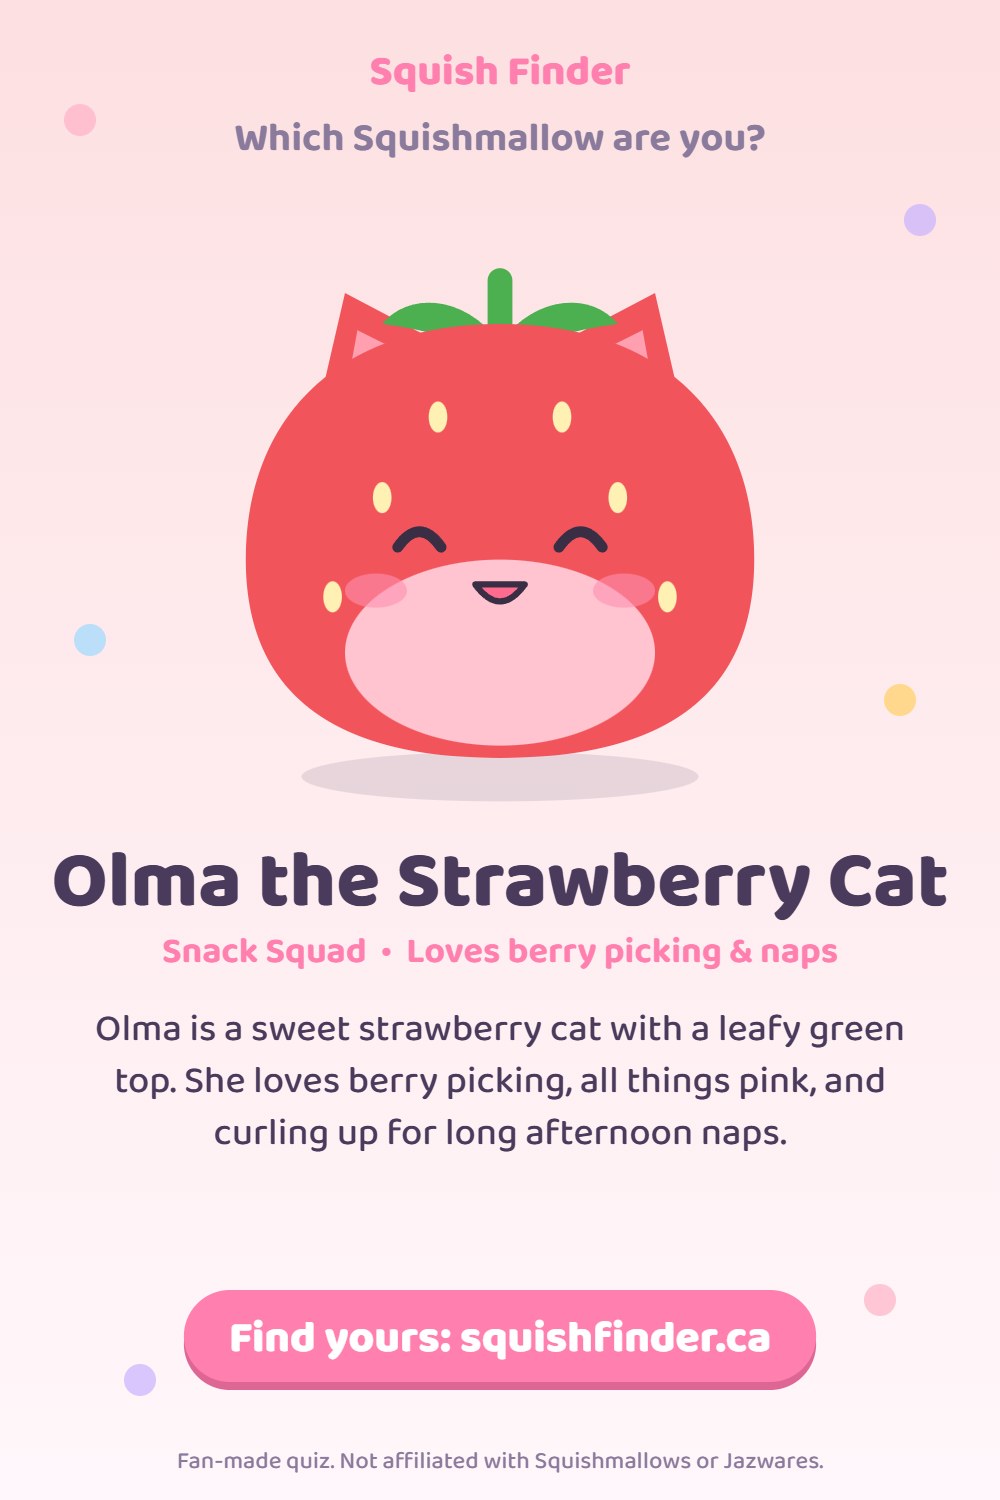 Squish Finder
Which Squishmallow are you?
Olma the Strawberry Cat
Snack Squad • Loves berry picking & naps
Olma is a sweet strawberry cat with a leafy green
top. She loves berry picking, all things pink, and
curling up for long afternoon naps.
Find yours: squishfinder.ca
Fan-made quiz. Not affiliated with Squishmallows or Jazwares.